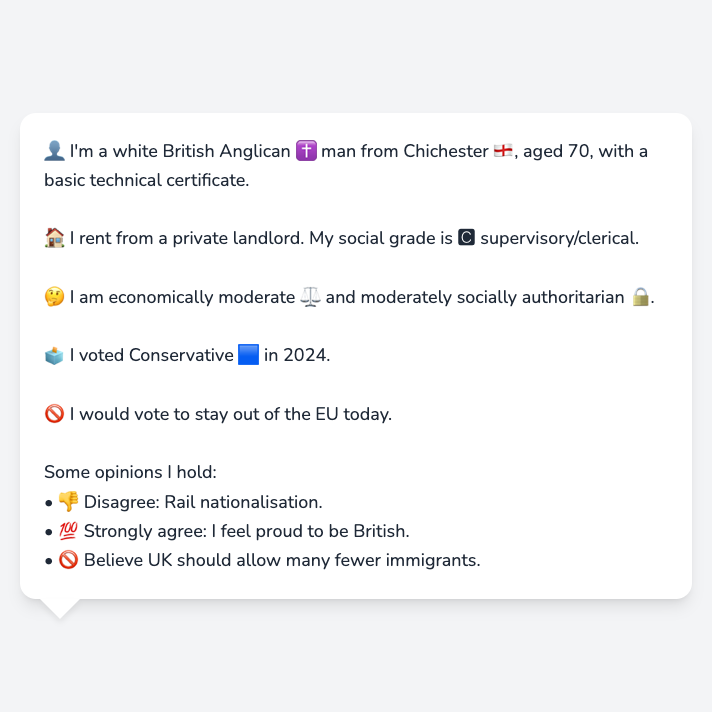 👤 I'm a white British Anglican ✝️ man from Chichester 🏴󠁧󠁢󠁥󠁮󠁧󠁿, aged 70, with a
basic technical certificate.
🏠 I rent from a private landlord. My social grade is 🅲 supervisory/clerical.
🤔 I am economically moderate ⚖️ and moderately socially authoritarian 🔒.
🗳️ I voted Conservative 🟦 in 2024.
🚫 I would vote to stay out of the EU today.
Some opinions I hold:
• 👎 Disagree: Rail nationalisation.
• 💯 Strongly agree: I feel proud to be British.
• 🚫 Believe UK should allow many fewer immigrants.